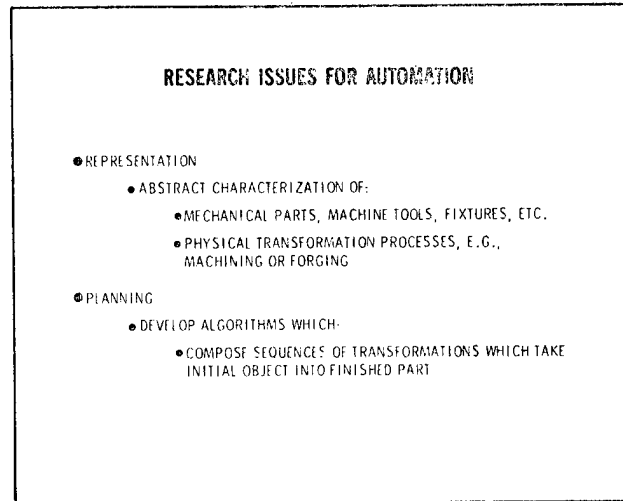 RESEARCH ISSUES FOR AUTOMATION
● REPRESENTATION
● ABSTRACT CHARACTERIZATION OF:
● MECHANICAL PARTS, MACHINE TOOLS, FIXTURES, ETC.
● PHYSICAL TRANSFORMATION PROCESSES, E.G.,
MACHINING OR FORGING
● PLANNING
● DEVELOP ALGORITHMS WHICH:
● COMPOSE SEQUENCES OF TRANSFORMATIONS WHICH TAKE
INITIAL OBJECT INTO FINISHED PART